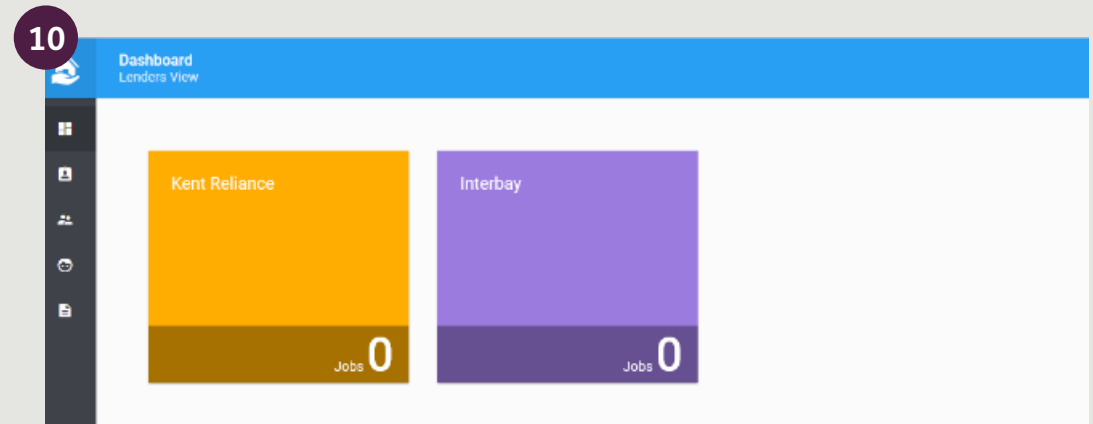 10
Dashboard
Lenders View
Kent Reliance
Interbay
Jobs 0
Jobs 0